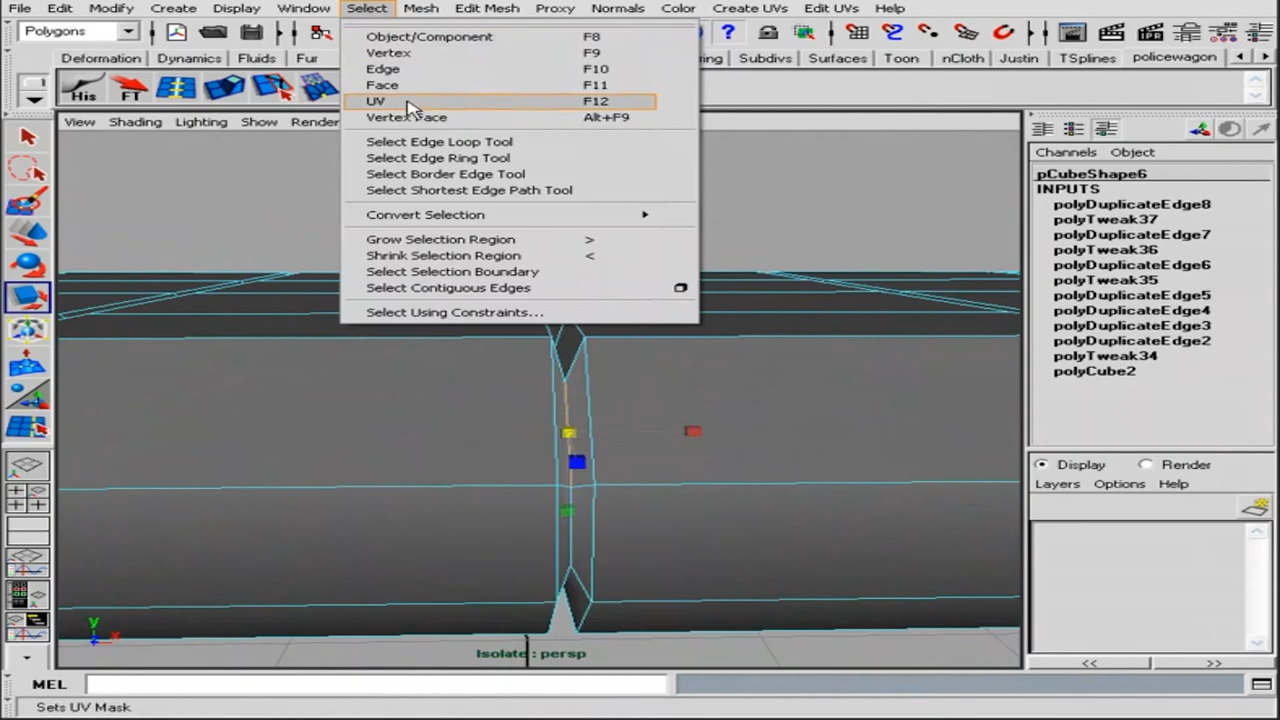 File Edit Modify Create Display Window Select Mesh Edit Mesh Proxy Normals Color Create UVs Edit UVs Help
Polygons
Deformation Dynamics Fluids Fur
Subdivs Surfaces Toon nCloth Justin TSplines policewagon
His FT
View Shading Lighting Show Render
Object/Component F8
Vertex F9
Edge F10
Face F11
UV F12
Alt+F9
Select Edge Loop Tool
Select Edge Ring Tool
Select Border Edge Tool
Select Shortest Edge Path Tool
Convert Selection
Grow Selection Region >
Shrink Selection Region <
Select Selection Boundary
Select Contiguous Edges
Select Using Constraints...
Channels Object
pCubeShape6
INPUTS
polyDuplicateEdge8
polyTweak37
polyDuplicateEdge7
polyTweak36
polyDuplicateEdge6
polyTweak35
polyDuplicateEdge5
polyDuplicateEdge4
polyDuplicateEdge3
polyDuplicateEdge2
polyTweak34
polyCube2
Display Render
Layers Options Help
y
x
Isolate : persp
<< >>
MEL
Sets UV Mask